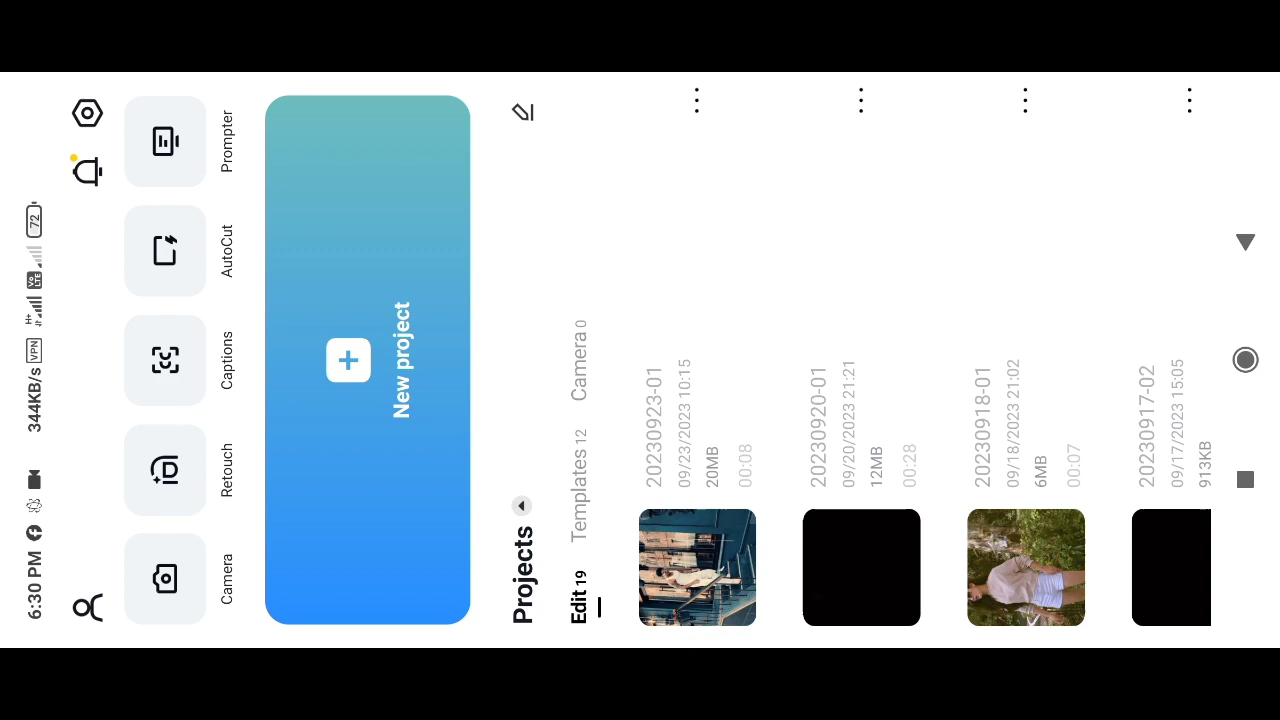 6:30 PM 344KB/s VPN H+ Vo LTE 72
Camera Retouch Captions AutoCut Prompter
New project
Projects
Edit 19 Templates 12 Camera 0
20230923-01
09/23/2023 10:15
20MB
00:08
20230920-01
09/20/2023 21:21
12MB
00:28
20230918-01
09/18/2023 21:02
6MB
00:07
20230917-02
09/17/2023 15:05
913KB